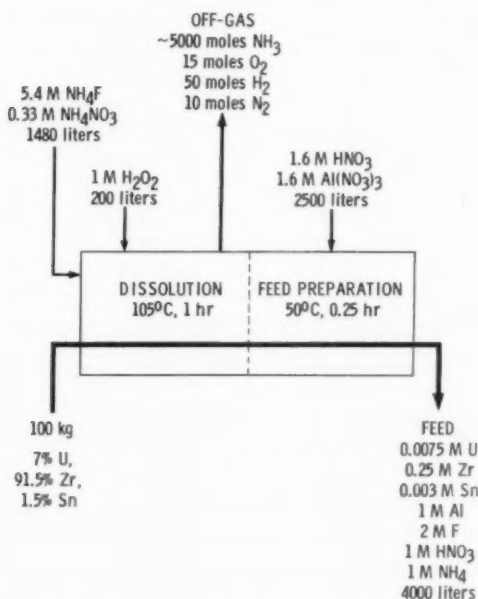 OFF-GAS
~5000 moles NH3
15 moles O2
50 moles H2
10 moles N2
5.4 M NH4F
0.33 M NH4NO3
1480 liters
1 M H2O2
200 liters
1.6 M HNO3
1.6 M Al(NO3)3
2500 liters
DISSOLUTION
105°C, 1 hr
FEED PREPARATION
50°C, 0.25 hr
100 kg
7% U,
91.5% Zr,
1.5% Sn
FEED
0.0075 M U
0.25 M Zr
0.003 M Sn
1 M Al
2 M F
1 M HNO3
1 M NH4
4000 liters